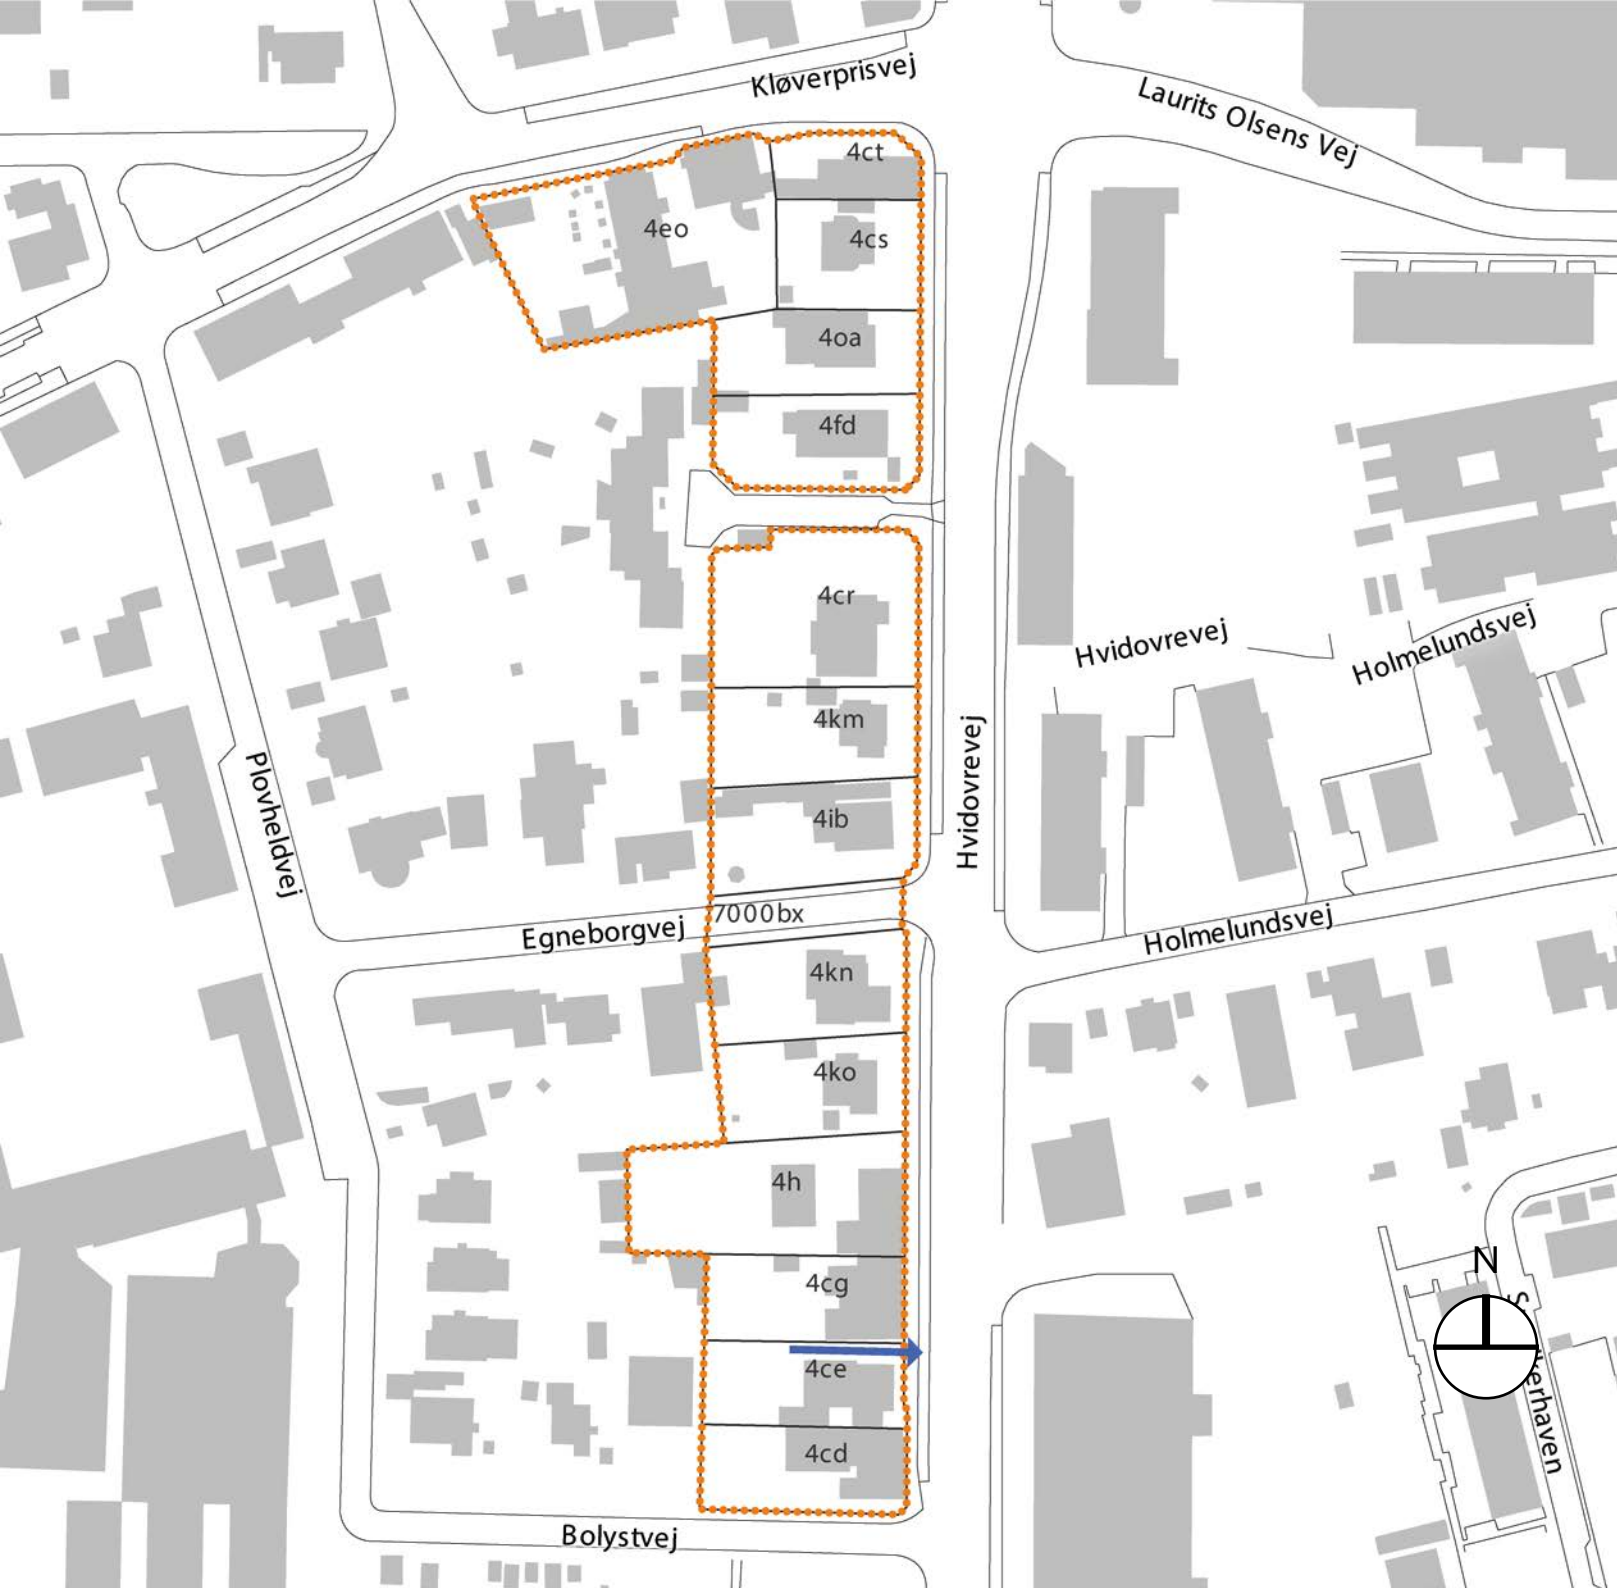 Kløverprisvej
Laurits Olsens Vej
4ct
4eo
4cs
4oa
4fd
4cr
Hvidovrevej
Holmelundsvej
4km
Hvidovrevej
Plovheldvej
4ib
7000bx
Egneborgvej
Holmelundsvej
4kn
4ko
4h
N
4cg
4ce
4cd
Bolystvej